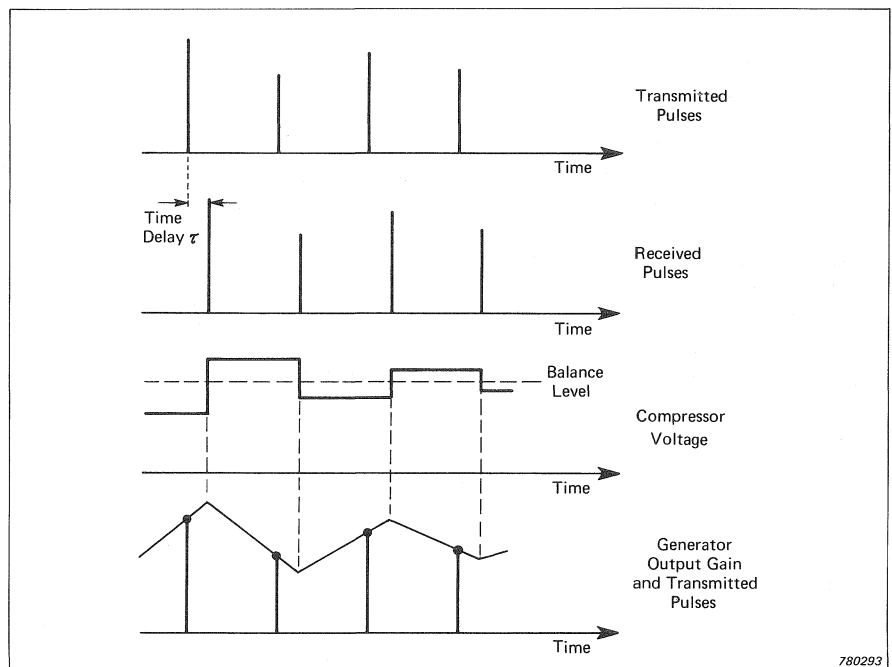 Transmitted
Pulses
Time
Time
Delay τ
Received
Pulses
Time
Balance
Level
Compressor
Voltage
Time
Generator
Output Gain
and Transmitted
Pulses
Time
780293